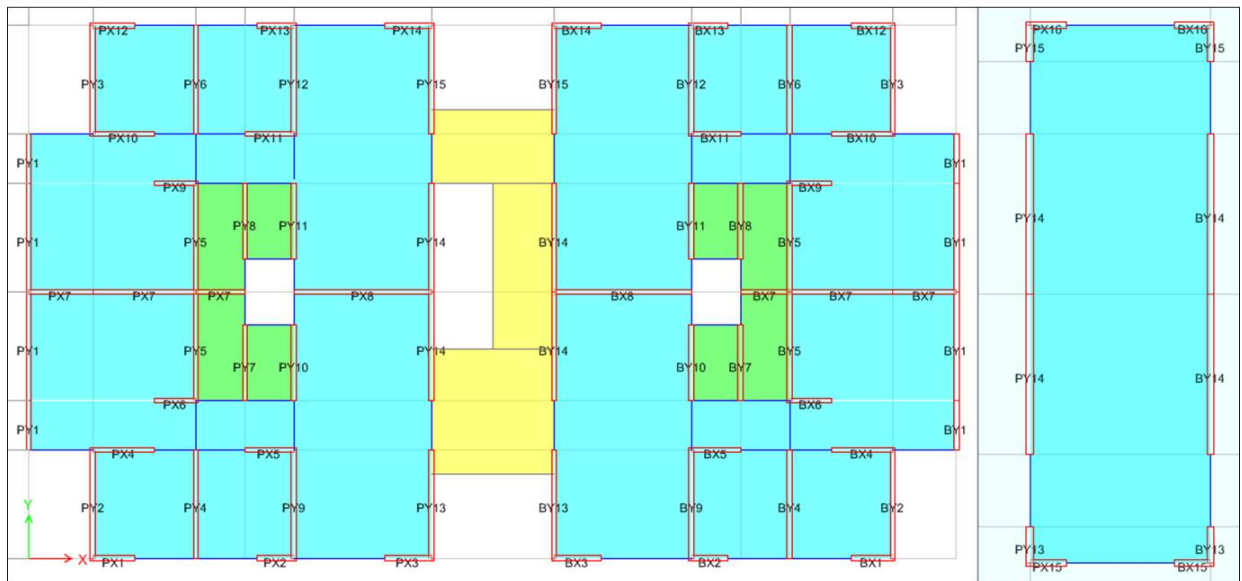 PX12 PX13 PX14 BX14 BX13 BX12 PX16 BX16
PY15 BY15
PY3 PY6 PY12 PY15 BY15 BY12 BY4 BY3
PX10 PX11 BX11 BX10
PY1 BY1
PX9 BX9
PY8 PY11 BY11 BY8 PY14 BY14
PY1 PY5 PY14 BY14 BY5 BY1
PX7 PX7 PX7 PX8 BX8 BX7 BX7 BX7
PY1 PY5 PY14 BY14 BY5 BY1
PY7 PY10 BY10 BY7 PY14 BY14
PX6 BX6
PY1 BY1
PX4 PX5 BX5 BX4
PY2 PY4 PY9 PY13 BY13 BY9 BY4 BY2
Y
PY13 BY13
X PX1 PX2 PX3 BX3 BX2 BX1 PX15 BX15